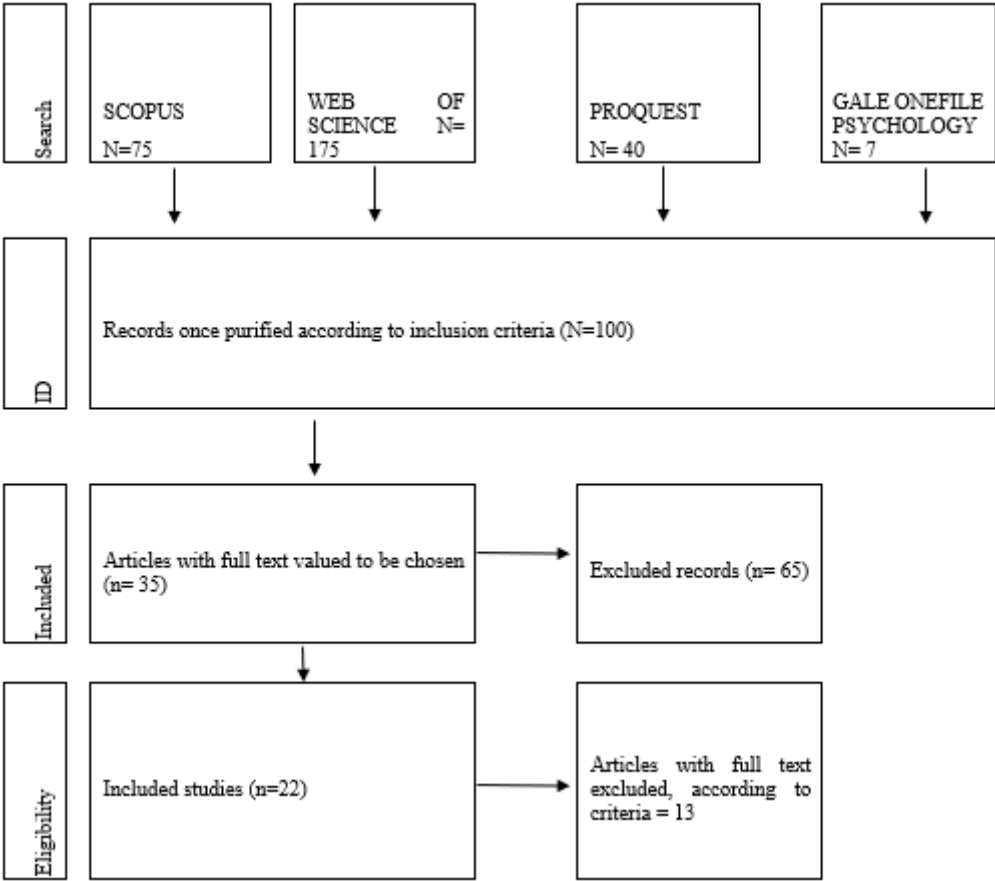 Search
SCOPUS
N=75
WEB OF
SCIENCE N=
175
PROQUEST
N= 40
GALE ONEFILE
PSYCHOLOGY
N= 7
ID
Records once purified according to inclusion criteria (N=100)
Included
Articles with full text valued to be chosen
(n= 35)
Excluded records (n= 65)
Eligibility
Included studies (n=22)
Articles with full text
excluded, according to
criteria = 13